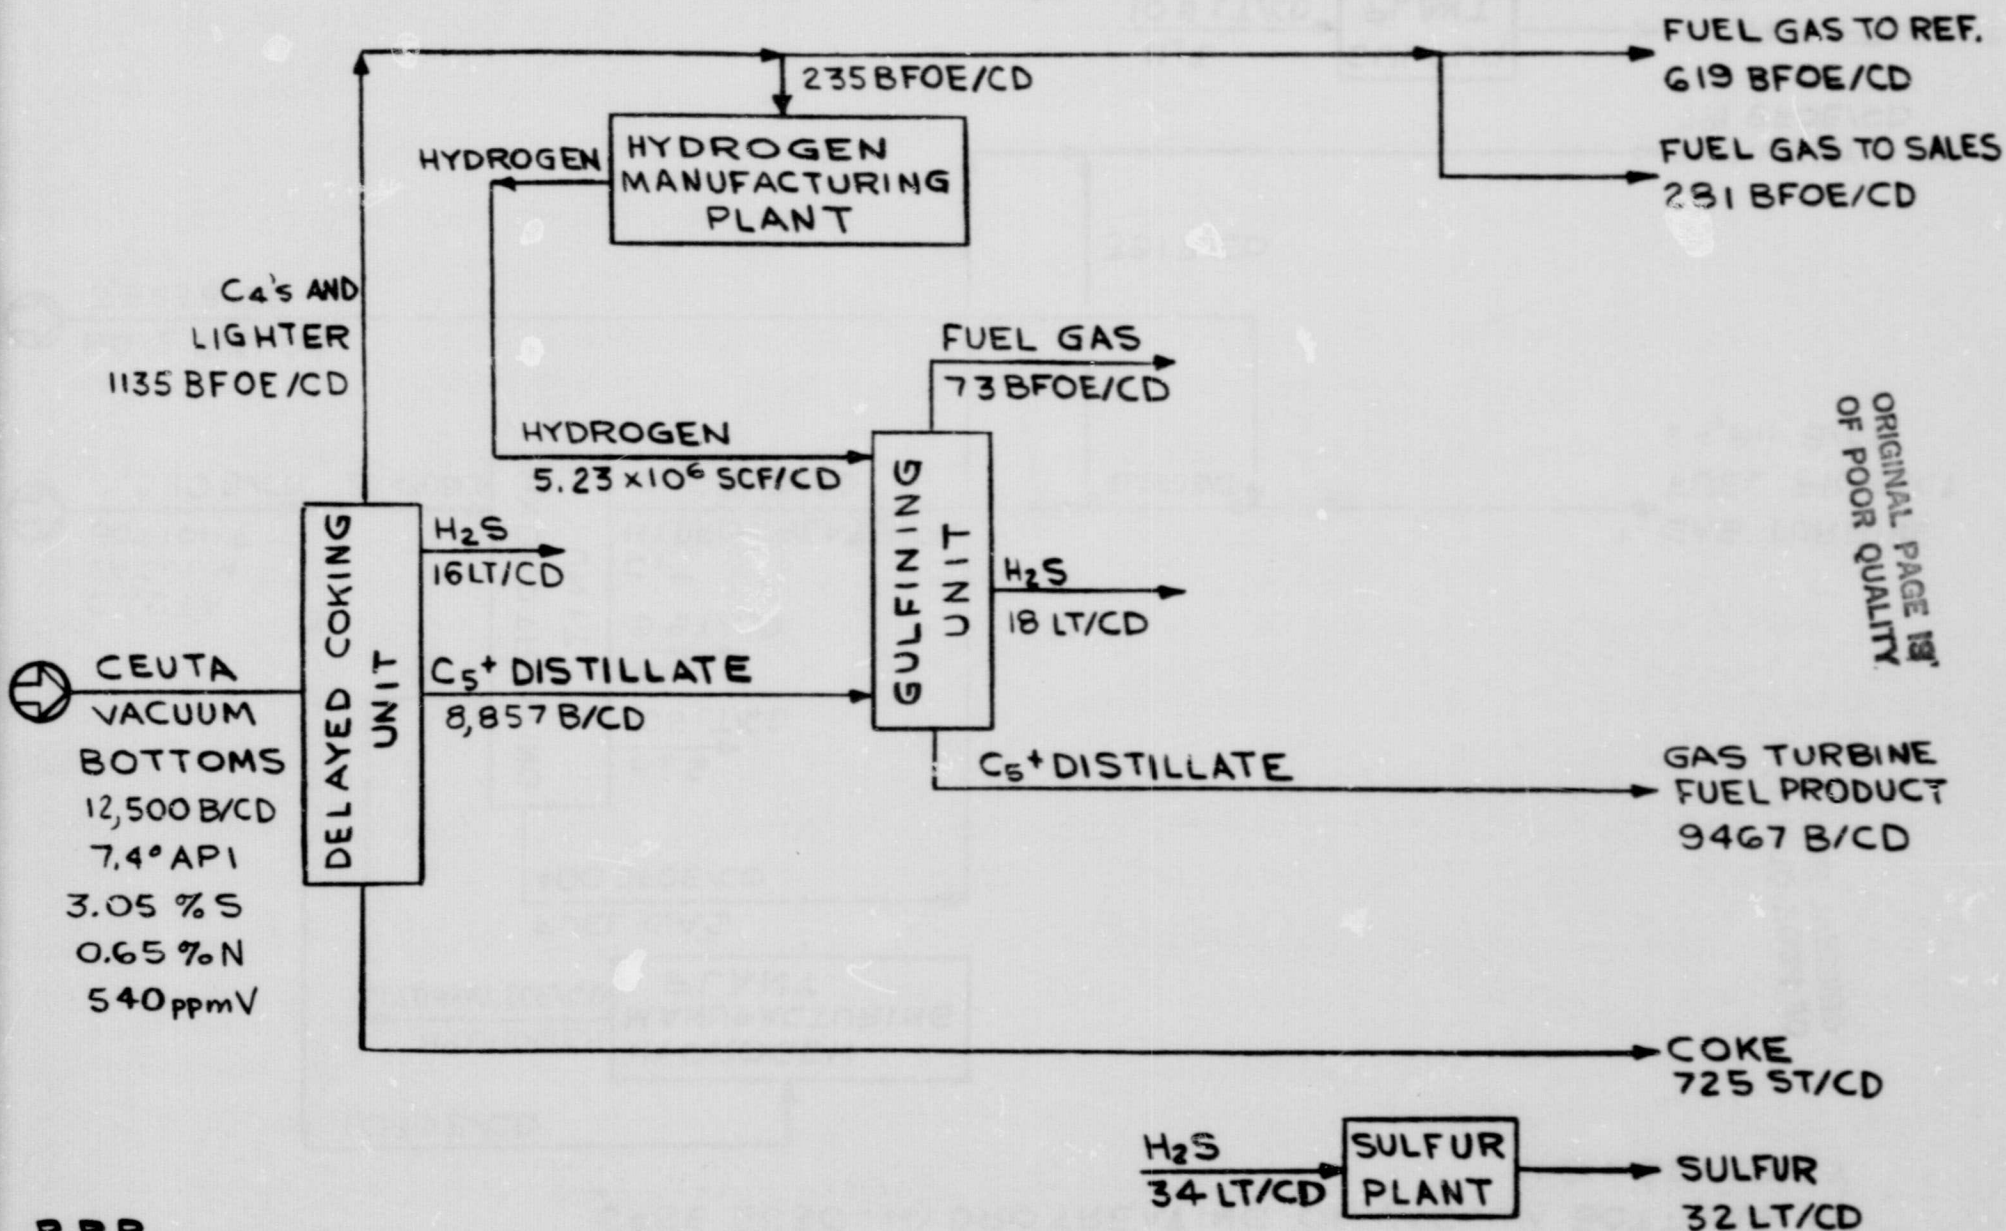 FUEL GAS TO REF.
619 BFOE/CD
235 BFOE/CD
FUEL GAS TO SALES
281 BFOE/CD
HYDROGEN
HYDROGEN
MANUFACTURING
PLANT
C4's AND
LIGHTER
1135 BFOE/CD
FUEL GAS
73 BFOE/CD
HYDROGEN
5.23 x 10⁶ SCF/CD
ORIGINAL PAGE IS
OF POOR QUALITY
DELAYED COKING
UNIT
H₂S
16 LT/CD
GULFINING
UNIT
H₂S
18 LT/CD
CEUTA
VACUUM
BOTTOMS
12,500 B/CD
7.4° API
3.05 % S
0.65 % N
540 ppm V
C₅+ DISTILLATE
8,857 B/CD
C₅+ DISTILLATE
GAS TURBINE
FUEL PRODUCT
9467 B/CD
COKE
725 ST/CD
H₂S
34 LT/CD
SULFUR
PLANT
SULFUR
32 LT/CD